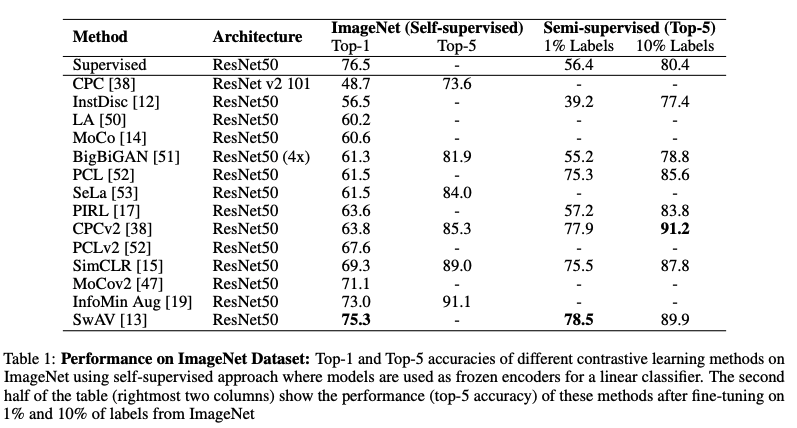 Method Architecture ImageNet (Self-supervised) Semi-supervised (Top-5)
Top-1 Top-5 1% Labels 10% Labels
Supervised ResNet50 76.5 - 56.4 80.4
CPC [38] ResNet v2 101 48.7 73.6 - -
InstDisc [12] ResNet50 56.5 - 39.2 77.4
LA [50] ResNet50 60.2 - - -
MoCo [14] ResNet50 60.6 - - -
BigBiGAN [51] ResNet50 (4x) 61.3 81.9 55.2 78.8
PCL [52] ResNet50 61.5 - 75.3 85.6
SeLa [53] ResNet50 61.5 84.0 - -
PIRL [17] ResNet50 63.6 - 57.2 83.8
CPCv2 [38] ResNet50 63.8 85.3 77.9 91.2
PCLv2 [52] ResNet50 67.6 - - -
SimCLR [15] ResNet50 69.3 89.0 75.5 87.8
MoCov2 [47] ResNet50 71.1 - - -
InfoMin Aug [19] ResNet50 73.0 91.1 - -
SwAV [13] ResNet50 75.3 - 78.5 89.9
Table 1: Performance on ImageNet Dataset: Top-1 and Top-5 accuracies of different contrastive learning methods on
ImageNet using self-supervised approach where models are used as frozen encoders for a linear classifier. The second
half of the table (rightmost two columns) show the performance (top-5 accuracy) of these methods after fine-tuning on
1% and 10% of labels from ImageNet